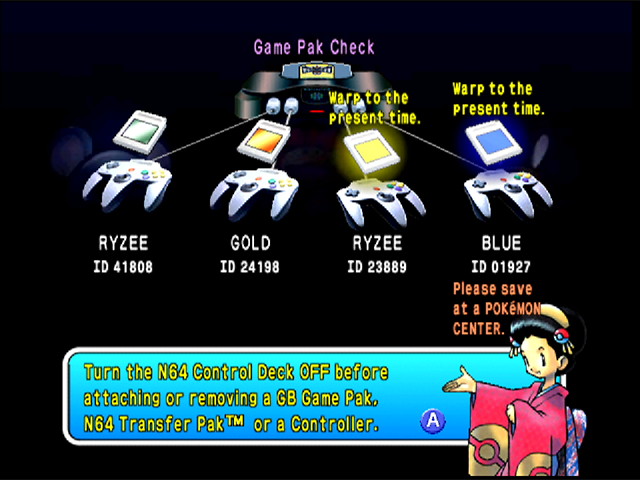 Game Pak Check
Warp to the
present time.
Warp to the
present time.
RYZEE
ID 41808
GOLD
ID 24198
RYZEE
ID 23889
BLUE
ID 01927
Please save
at a POKéMON
CENTER.
Turn the N64 Control Deck OFF before
attaching or removing a GB Game Pak,
N64 Transfer Pak™ or a Controller.
A